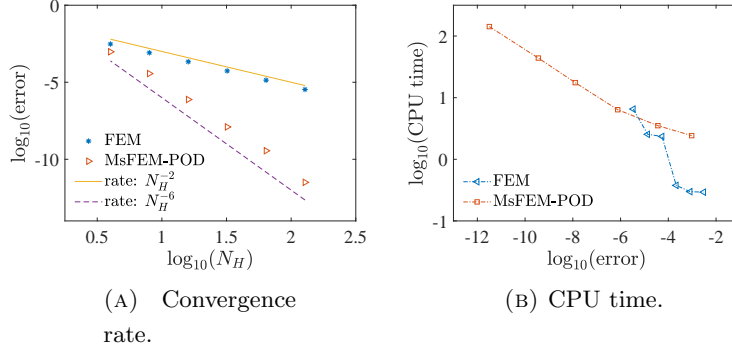 0
-5
-10
log₁₀(error)
FEM
MsFEM-POD
rate: N_H^{-2}
rate: N_H^{-6}
0.5 1 1.5 2 2.5
log₁₀(N_H)
(A) Convergence
rate.
3
2
1
0
-1
log₁₀(CPU time)
FEM
MsFEM-POD
-12 -10 -8 -6 -4 -2
log₁₀(error)
(B) CPU time.